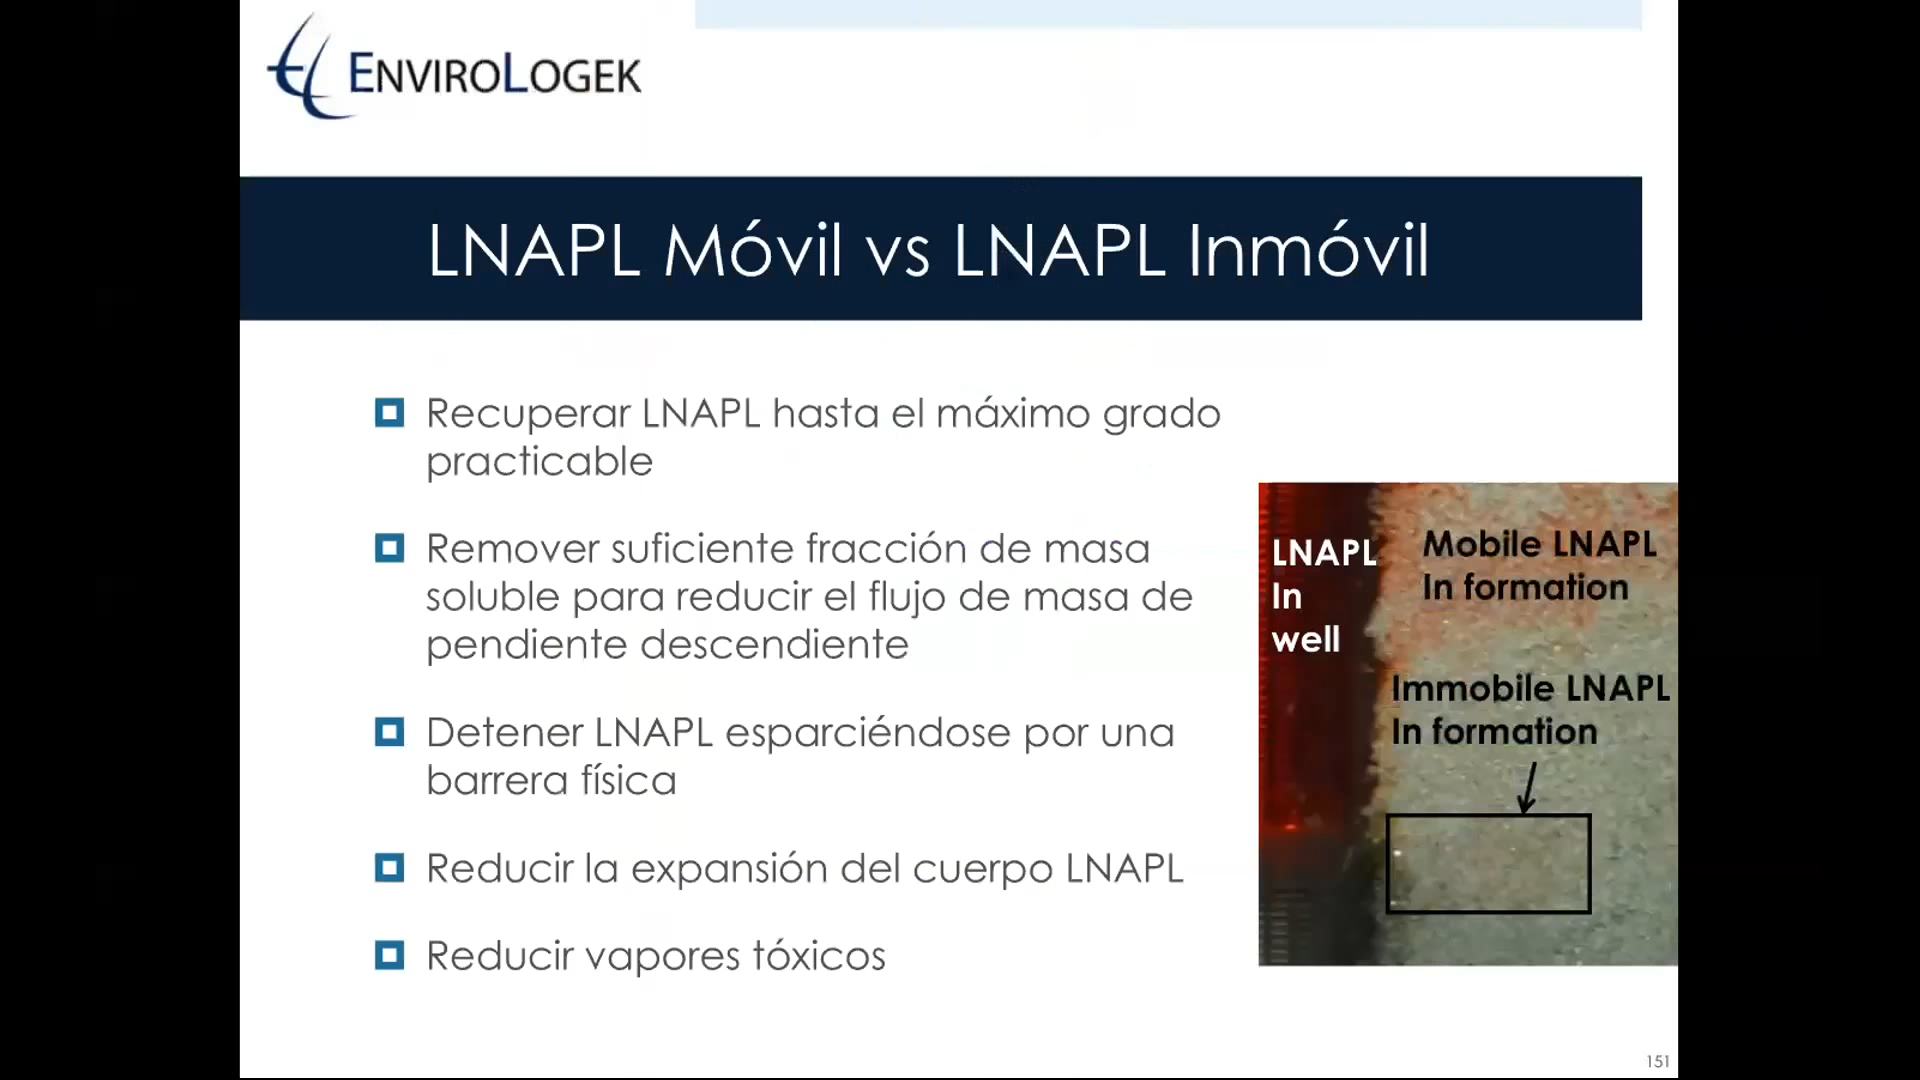 ENVIROLOGEK
LNAPL Móvil vs LNAPL Inmóvil
Recuperar LNAPL hasta el máximo grado
practicable
Remover suficiente fracción de masa
soluble para reducir el flujo de masa de
pendiente descendiente
Detener LNAPL esparciéndose por una
barrera física
Reducir la expansión del cuerpo LNAPL
Reducir vapores tóxicos
LNAPL
In
well
Mobile LNAPL
In formation
Immobile LNAPL
In formation
151